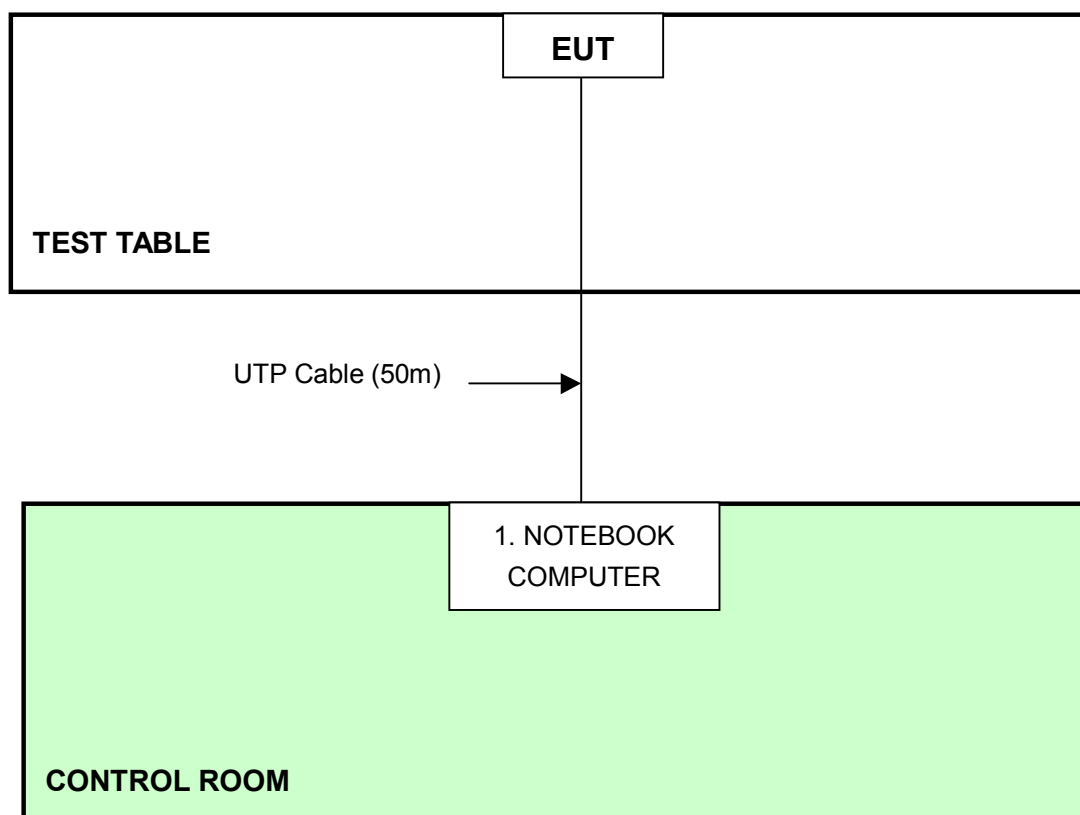 EUT
TEST TABLE
UTP Cable (50m)
1. NOTEBOOK
COMPUTER
CONTROL ROOM